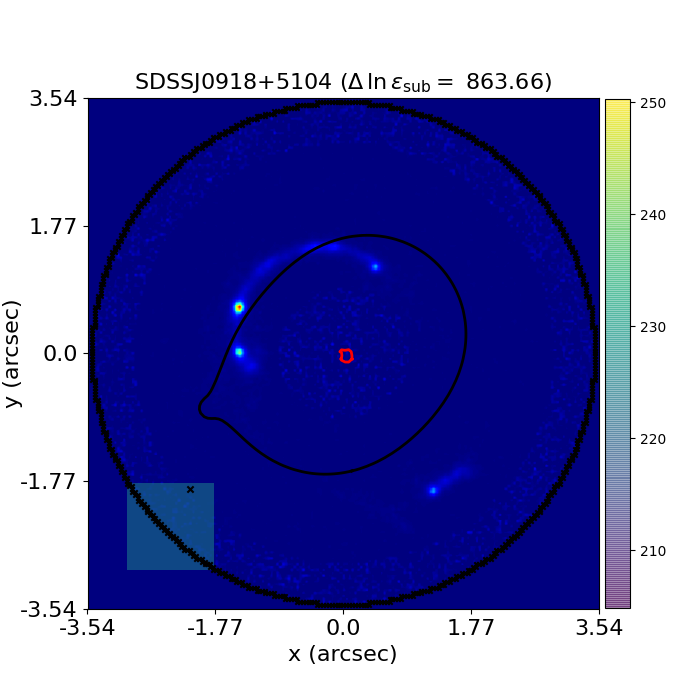 SDSSJ0918+5104 (Δ ln ε_sub = 863.66)
3.54
1.77
0.0
-1.77
-3.54
y (arcsec)
-3.54 -1.77 0.0 1.77 3.54
x (arcsec)
250
240
230
220
210